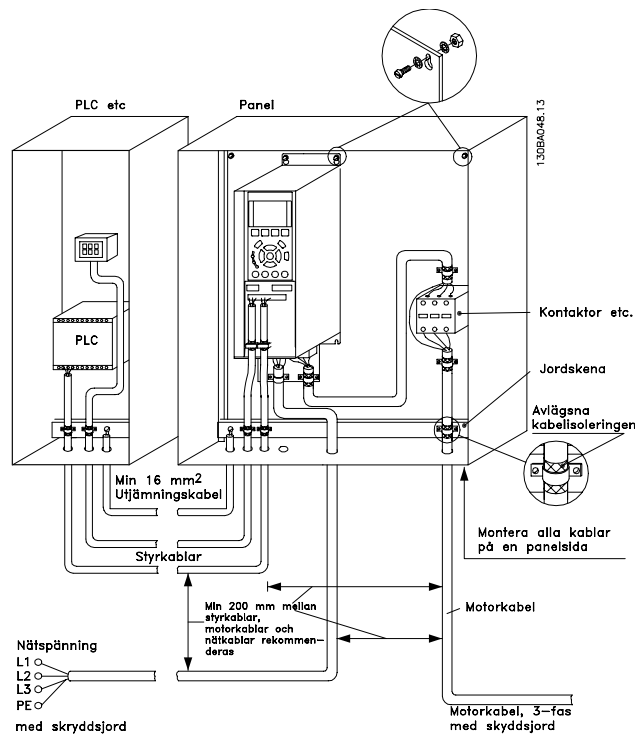 PLC etc
Panel
130BA048.13
PLC
Kontaktor etc.
Jordskena
Avlägsna
kabelisoleringen
Min 16 mm2
Utjämningskabel
Styrkablar
Montera alla kablar
på en panelsida
Min 200 mm mellan
styrkablar,
motorkablar och
nätkablar rekommen-
deras
Motorkabel
Nätspänning
L1
L2
L3
PE
med skryddsjord
Motorkabel, 3-fas
med skyddsjord